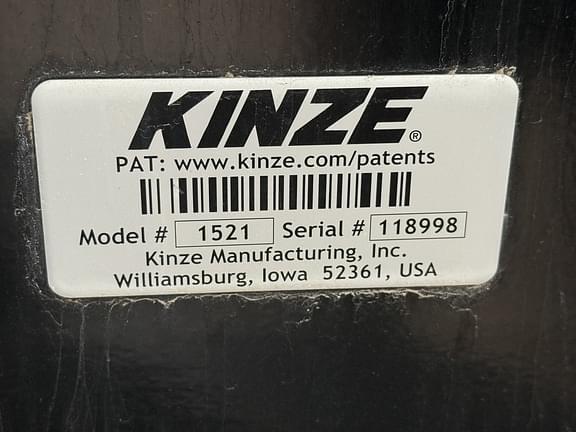 KINZE®
PAT: www.kinze.com/patents
Model # 1521 Serial # 118998
Kinze Manufacturing, Inc.
Williamsburg, Iowa 52361, USA